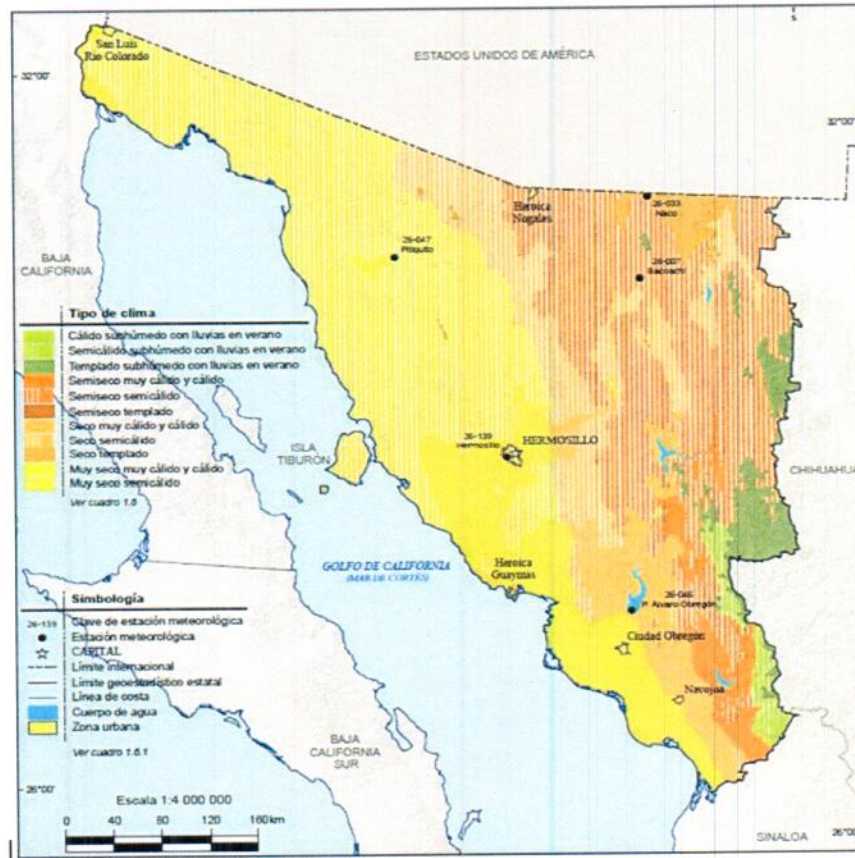 S
San Luis
Río Colorado
ESTADOS UNIDOS DE AMÉRICA
32°00'
32°00'
Heroica
Nogales
26-033
Naco
26-047
Pitiquito
26-007
Bacoachi
BAJA
CALIFORNIA
Tipo de clima
Cálido subhúmedo con lluvias en verano
Semicálido subhúmedo con lluvias en verano
Templado subhúmedo con lluvias en verano
Semiseco muy cálido y cálido
Semiseco semicálido
Semiseco templado
Seco muy cálido y cálido
Seco semicálido
Seco templado
Muy seco muy cálido y cálido
Muy seco semicálido
Ver cuadro 1.6
26-139
Hermosillo
HERMOSILLO
ISLA
TIBURÓN
CHIHUAHUA
GOLFO DE CALIFORNIA
(MAR DE CORTÉS)
Heroica
Guaymas
Simbología
26-139 Clave de estación meteorológica
Estación meteorológica
CAPITAL
Límite internacional
Límite geoestadístico estatal
Línea de costa
Cuerpo de agua
Zona urbana
Ver cuadro 1.6.1
P. Álvaro Obregón
Ciudad Obregón
Navojoa
BAJA
CALIFORNIA
SUR
26°00'
Escala 1:4 000 000
0 40 80 120 160 km
26°00'
SINALOA